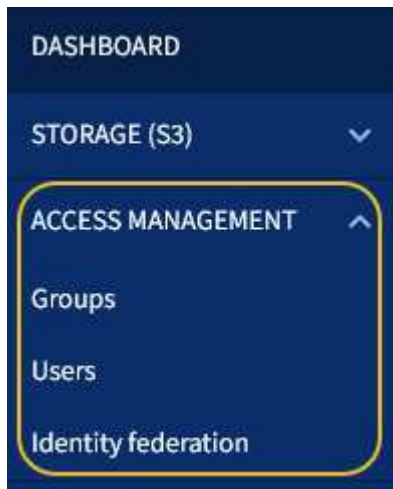 DASHBOARD
STORAGE (S3)
ACCESS MANAGEMENT
Groups
Users
Identity federation